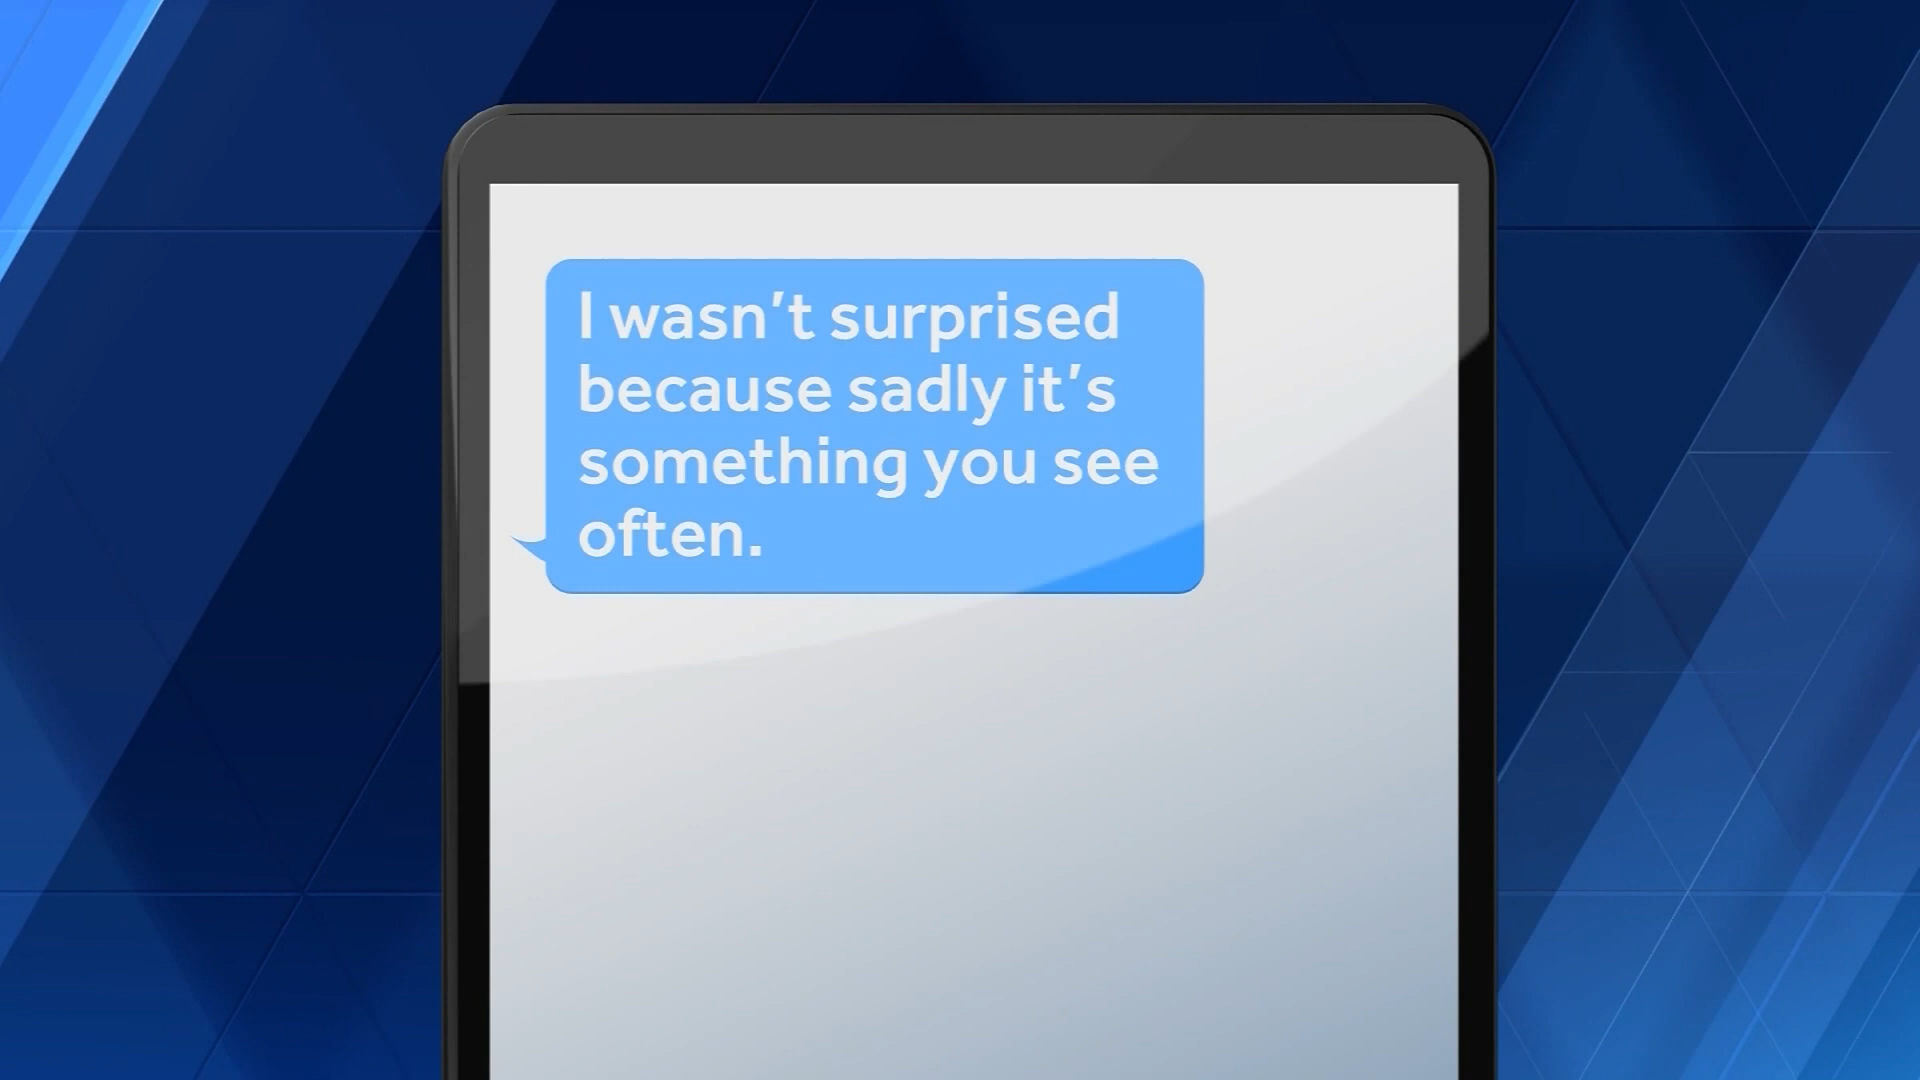 I wasn’t surprised
because sadly it’s
something you see
often.